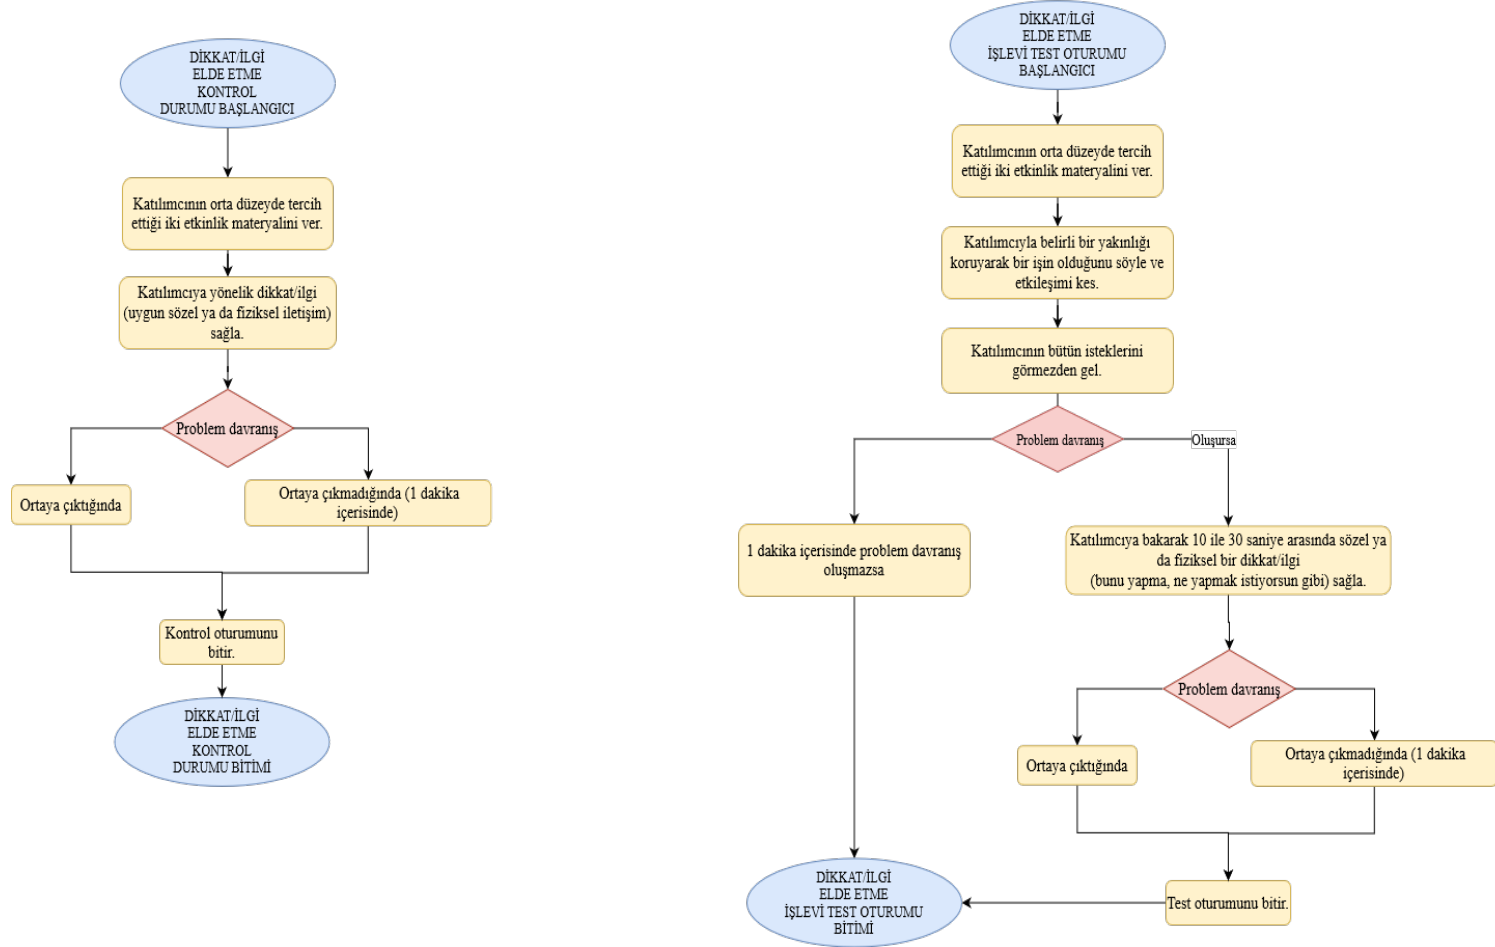 DİKKAT/İLGİ
ELDE ETME
KONTROL
DURUMU BAŞLANGICI
Katılımcının orta düzeyde tercih
ettiği iki etkinlik materyalini ver.
Katılımcıya yönelik dikkat/ilgi
(uygun sözel ya da fiziksel iletişim)
sağla.
Problem davranış
Ortaya çıktığında
Ortaya çıkmadığında (1 dakika
içerisinde)
Kontrol oturumunu
bitir.
DİKKAT/İLGİ
ELDE ETME
KONTROL
DURUMU BİTİMİ
DİKKAT/İLGİ
ELDE ETME
İŞLEVİ TEST OTURUMU
BAŞLANGICI
Katılımcının orta düzeyde tercih
ettiği iki etkinlik materyalini ver.
Katılımcıyla belirli bir yakınlığı
koruyarak bir işin olduğunu söyle ve
etkileşimi kes.
Katılımcının bütün isteklerini
görmezden gel.
Problem davranış
Oluşursa
1 dakika içerisinde problem davranış
oluşmazsa
Katılımcıya bakarak 10 ile 30 saniye arasında sözel ya
da fiziksel bir dikkat/ilgi
(bunu yapma, ne yapmak istiyorsun gibi) sağla.
Problem davranış
Ortaya çıktığında
Ortaya çıkmadığında (1 dakika
içerisinde)
Test oturumunu bitir.
DİKKAT/İLGİ
ELDE ETME
İŞLEVİ TEST OTURUMU
BİTİMİ